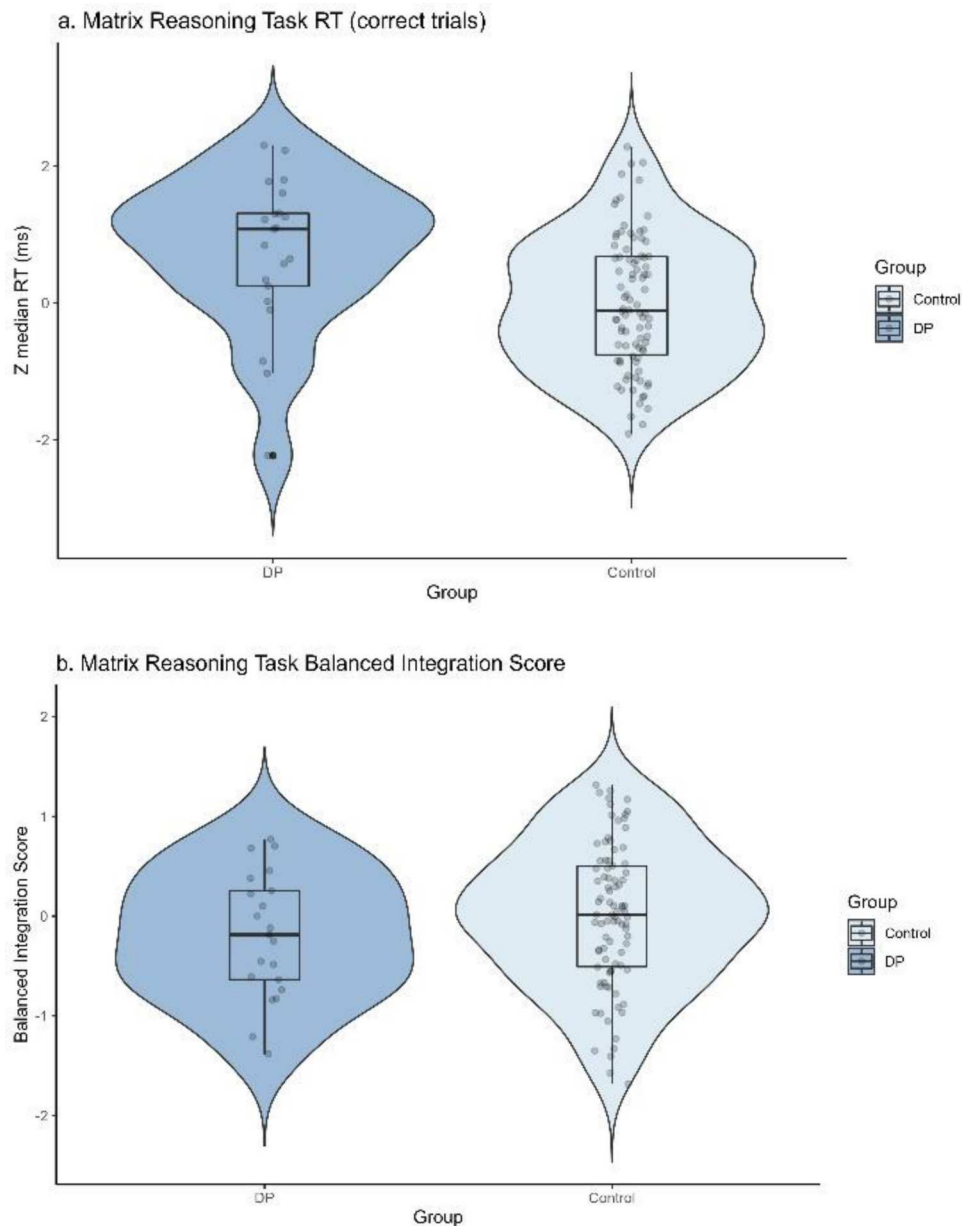 a. Matrix Reasoning Task RT (correct trials)
2
0
-2
Z median RT (ms)
DP
Control
Group
Group
Control
DP
b. Matrix Reasoning Task Balanced Integration Score
2
1
0
-1
-2
Balanced Integration Score
DP
Control
Group
Group
Control
DP